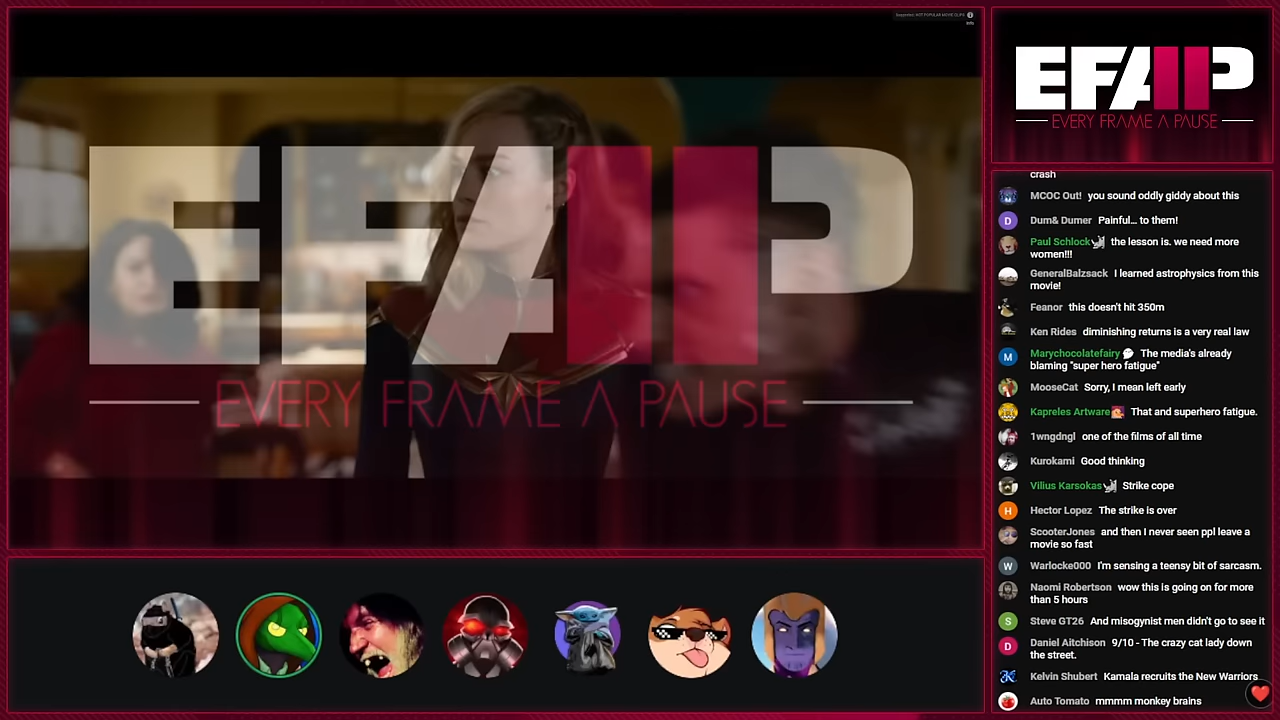 Suggested: HOT POPULAR MOVIE CLIPS
Info
EFAP
EVERY FRAME A PAUSE
EFAP
EVERY FRAME A PAUSE
crash
MCOC Out! you sound oddly giddy about this
D
Dum& Dumer Painful... to them!
Paul Schlock the lesson is. we need more
women!!!
GeneralBalzsack I learned astrophysics from this
movie!
Feanor this doesn't hit 350m
Ken Rides diminishing returns is a very real law
M
Marychocolatefairy The media's already
blaming "super hero fatigue"
MooseCat Sorry, I mean left early
Kapreles Artware That and superhero fatigue.
1wngdngl one of the films of all time
Kurokami Good thinking
Vilius Karsokas Strike cope
H
Hector Lopez The strike is over
ScooterJones and then I never seen ppl leave a
movie so fast
W
Warlocke000 I'm sensing a teensy bit of sarcasm.
Naomi Robertson wow this is going on for more
than 5 hours
S
Steve GT26 And misogynist men didn't go to see it
D
Daniel Aitchison 9/10 - The crazy cat lady down
the street.
Kelvin Shubert Kamala recruits the New Warriors
Auto Tomato mmmm monkey brains